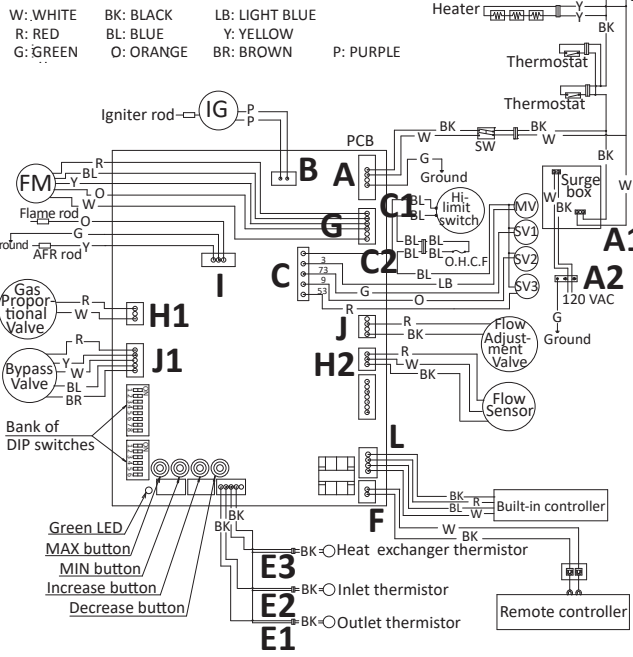 W: WHITE BK: BLACK LB: LIGHT BLUE
R: RED BL: BLUE Y: YELLOW
G: GREEN O: ORANGE BR: BROWN P: PURPLE
Heater
Y
Y
BK
Thermostat
Thermostat
Igniter rod
IG
P
P
PCB
BK
W
SW
BK
W
BK
W
G
Ground
B
A
FM
R
BL
Y
O
W
Flame rod
O
G
Y
AFR rod
I
G
C1
C2
C
BL
BL
Hi-
limit
switch
BL
BL
BL
BL
O.H.C.F
MV
SV1
SV2
SV3
3
73
9
53
BL
LB
G
O
R
W
BK
Surge
box
A2
120 VAC
G
Ground
Gas
Propor-
tional
Valve
R
W
H1
Bypass
Valve
R
Y
W
BL
BR
J1
J
R
BK
Flow
Adjust-
ment
Valve
H2
R
W
BK
Flow
Sensor
Bank of
DIP switches
L
BK
R
BL
W
Built-in controller
F
W
BK
Remote controller
Green LED
MAX button
MIN button
Increase button
Decrease button
BK
BK
BK
E3
BK
Heat exchanger thermistor
E2
BK
Inlet thermistor
E1
BK
Outlet thermistor